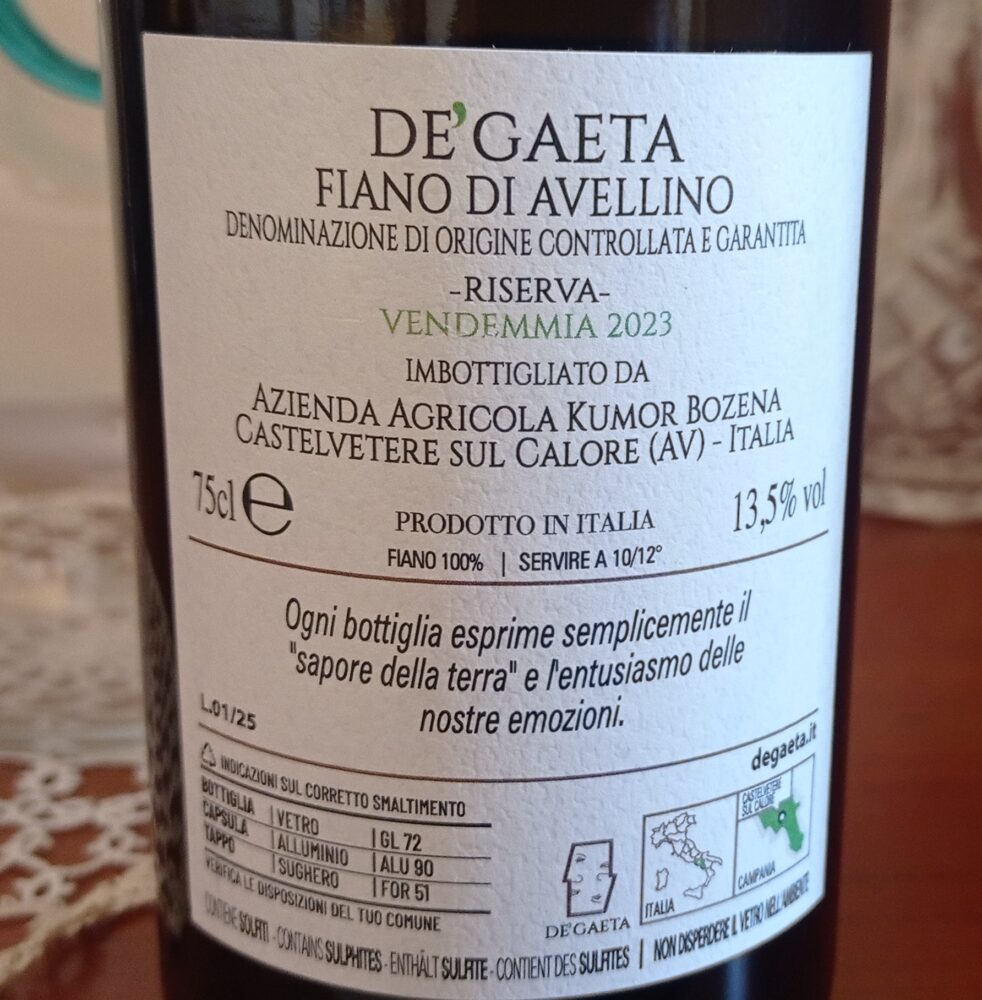 DE'GAETA
FIANO DI AVELLINO
DENOMINAZIONE DI ORIGINE CONTROLLATA E GARANTITA
-RISERVA-
VENDEMMIA 2023
IMBOTTIGLIATO DA
AZIENDA AGRICOLA KUMOR BOZENA
CASTELVETERE SUL CALORE (AV) - ITALIA
75cl e
PRODOTTO IN ITALIA
13,5% vol
FIANO 100% | SERVIRE A 10/12°
Ogni bottiglia esprime semplicemente il
"sapore della terra" e l'entusiasmo delle
nostre emozioni.
L.01/25
degaeta.it
INDICAZIONI SUL CORRETTO SMALTIMENTO
BOTTIGLIA | VETRO | GL 72
CAPSULA | ALLUMINIO | ALU 90
TAPPO | SUGHERO | FOR 51
VERIFICA LE DISPOSIZIONI DEL TUO COMUNE
DE'GAETA
ITALIA
CASTELVETERE
SUL CALORE
CAMPANIA
CONTIENE SOLFITI - CONTAINS SULPHITES - ENTHÄLT SULFITE - CONTIENT DES SULFITES | NON DISPERDERE IL VETRO NELL'AMBIENTE